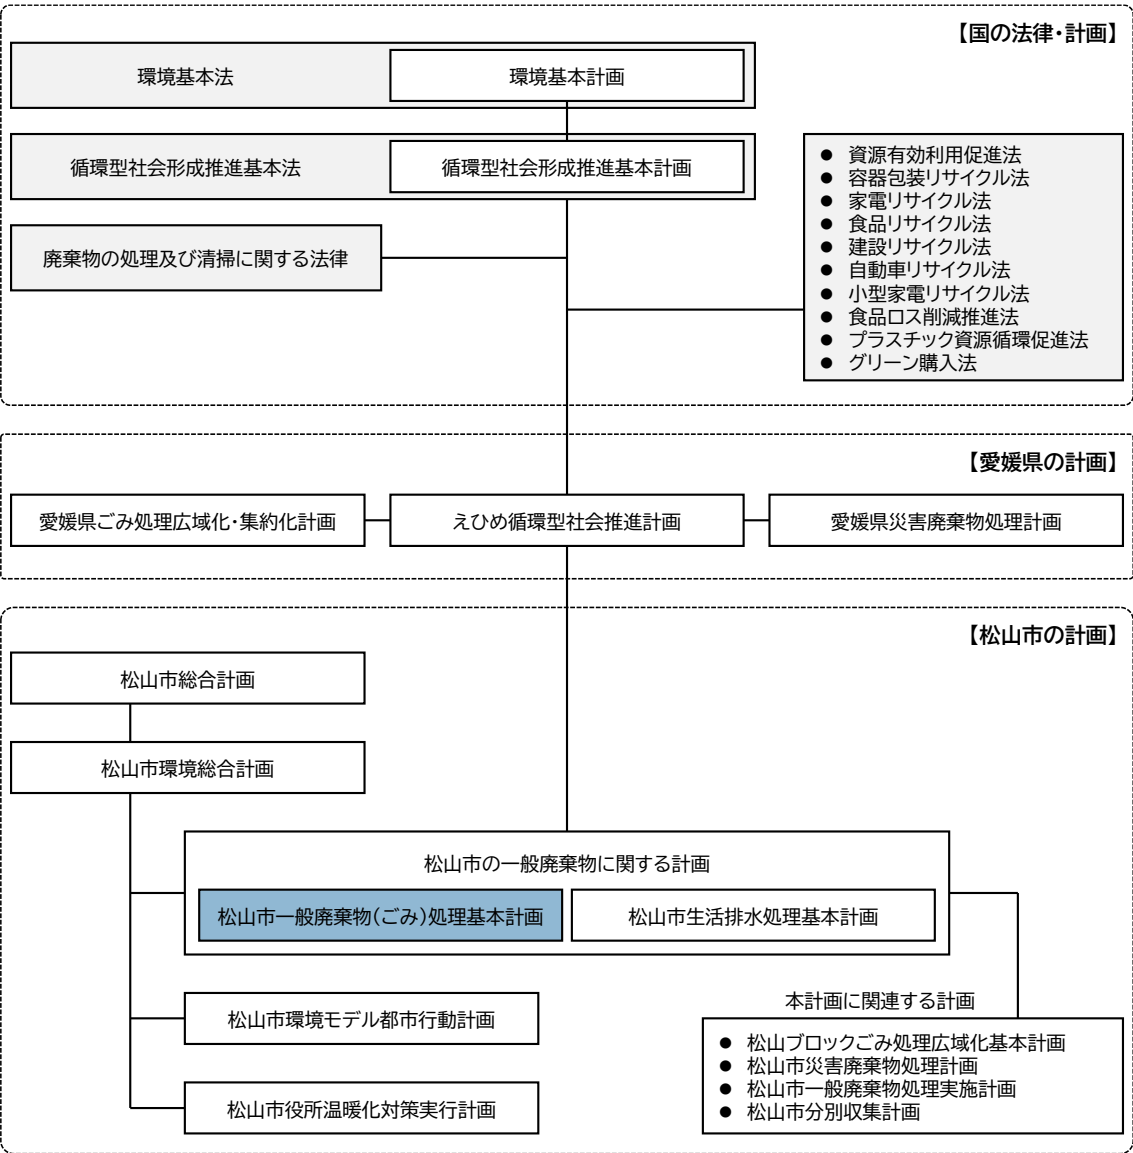 【国の法律・計画】
環境基本法
環境基本計画
循環型社会形成推進基本法
循環型社会形成推進基本計画
廃棄物の処理及び清掃に関する法律
● 資源有効利用促進法
● 容器包装リサイクル法
● 家電リサイクル法
● 食品リサイクル法
● 建設リサイクル法
● 自動車リサイクル法
● 小型家電リサイクル法
● 食品ロス削減推進法
● プラスチック資源循環促進法
● グリーン購入法
【愛媛県の計画】
愛媛県ごみ処理広域化・集約化計画
えひめ循環型社会推進計画
愛媛県災害廃棄物処理計画
【松山市の計画】
松山市総合計画
松山市環境総合計画
松山市の一般廃棄物に関する計画
松山市一般廃棄物（ごみ）処理基本計画
松山市生活排水処理基本計画
松山市環境モデル都市行動計画
松山市役所温暖化対策実行計画
本計画に関連する計画
● 松山ブロックごみ処理広域化基本計画
● 松山市災害廃棄物処理計画
● 松山市一般廃棄物処理実施計画
● 松山市分別収集計画